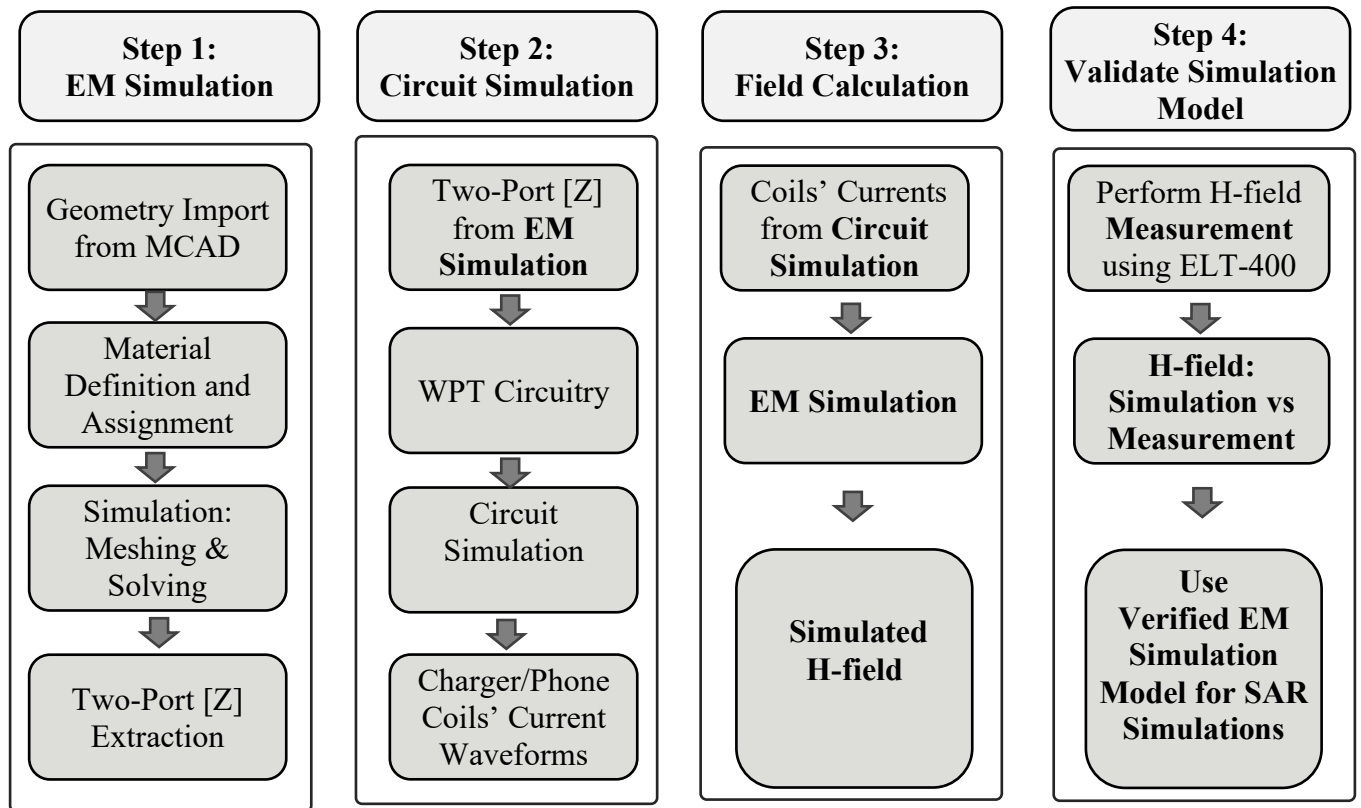 Step 1:
EM Simulation
Geometry Import
from MCAD
Material
Definition and
Assignment
Simulation:
Meshing &
Solving
Two-Port [Z]
Extraction
Step 2:
Circuit Simulation
Two-Port [Z]
from EM
Simulation
WPT Circuitry
Circuit
Simulation
Charger/Phone
Coils’ Current
Waveforms
Step 3:
Field Calculation
Coils’ Currents
from Circuit
Simulation
EM Simulation
Simulated
H-field
Step 4:
Validate Simulation
Model
Perform H-field
Measurement
using ELT-400
H-field:
Simulation vs
Measurement
Use
Verified EM
Simulation
Model for SAR
Simulations